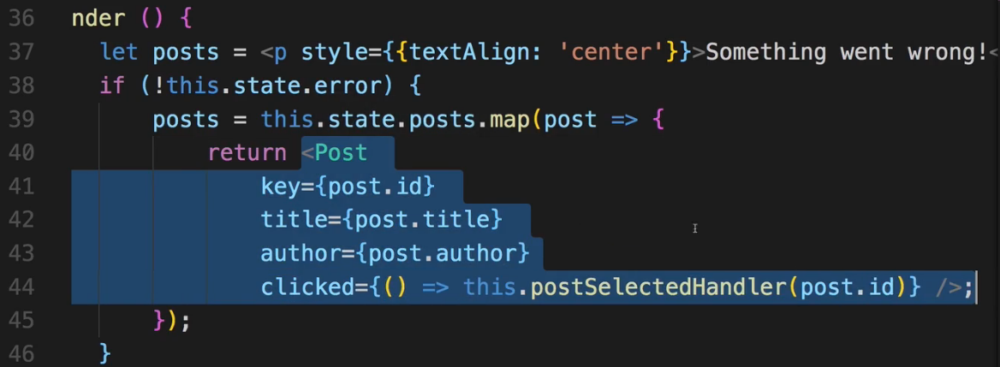 36 nder () {
37 let posts = <p style={{textAlign: 'center'}}>Something went wrong!<
38 if (!this.state.error) {
39 posts = this.state.posts.map(post => {
40 return <Post
41 key={post.id}
42 title={post.title}
43 author={post.author}
44 clicked={() => this.postSelectedHandler(post.id)} />;
45 });
46 }